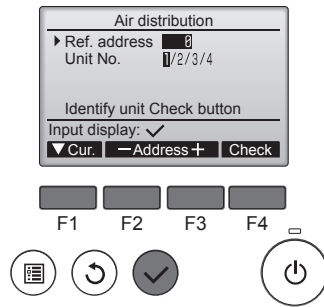 Air distribution
▶Ref. address 0
Unit No. 1/2/3/4
Identify unit Check button
Input display: ✓
▼Cur. －Address＋ Check
F1 F2 F3 F4